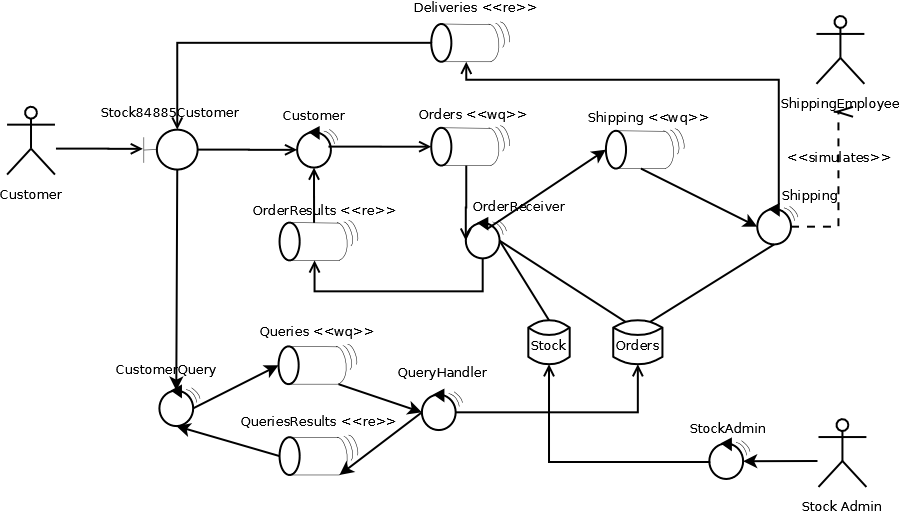 Deliveries <<re>>
ShippingEmployee
Stock84885Customer
Customer
Orders <<wq>>
Shipping <<wq>>
<<simulates>>
Customer
OrderResults <<re>>
OrderReceiver
Shipping
Queries <<wq>>
Stock
Orders
CustomerQuery
QueryHandler
QueriesResults <<re>>
StockAdmin
Stock Admin